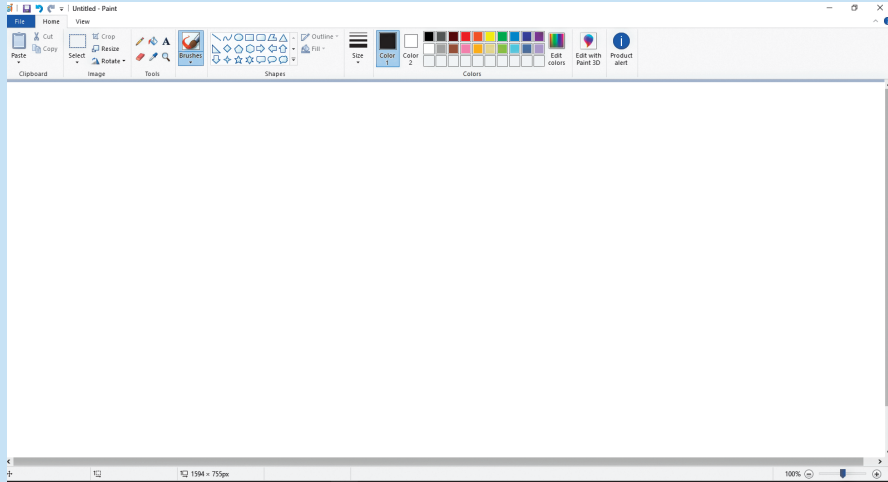 Untitled - Paint
File Home View
Paste
Cut
Copy
Clipboard
Select
Crop
Resize
Rotate
Image
A
Tools
Brushes
Outline
Fill
Shapes
Size
Color 1
Color 2
Edit colors
Colors
Edit with Paint 3D
Product alert
1594 × 755px
100%